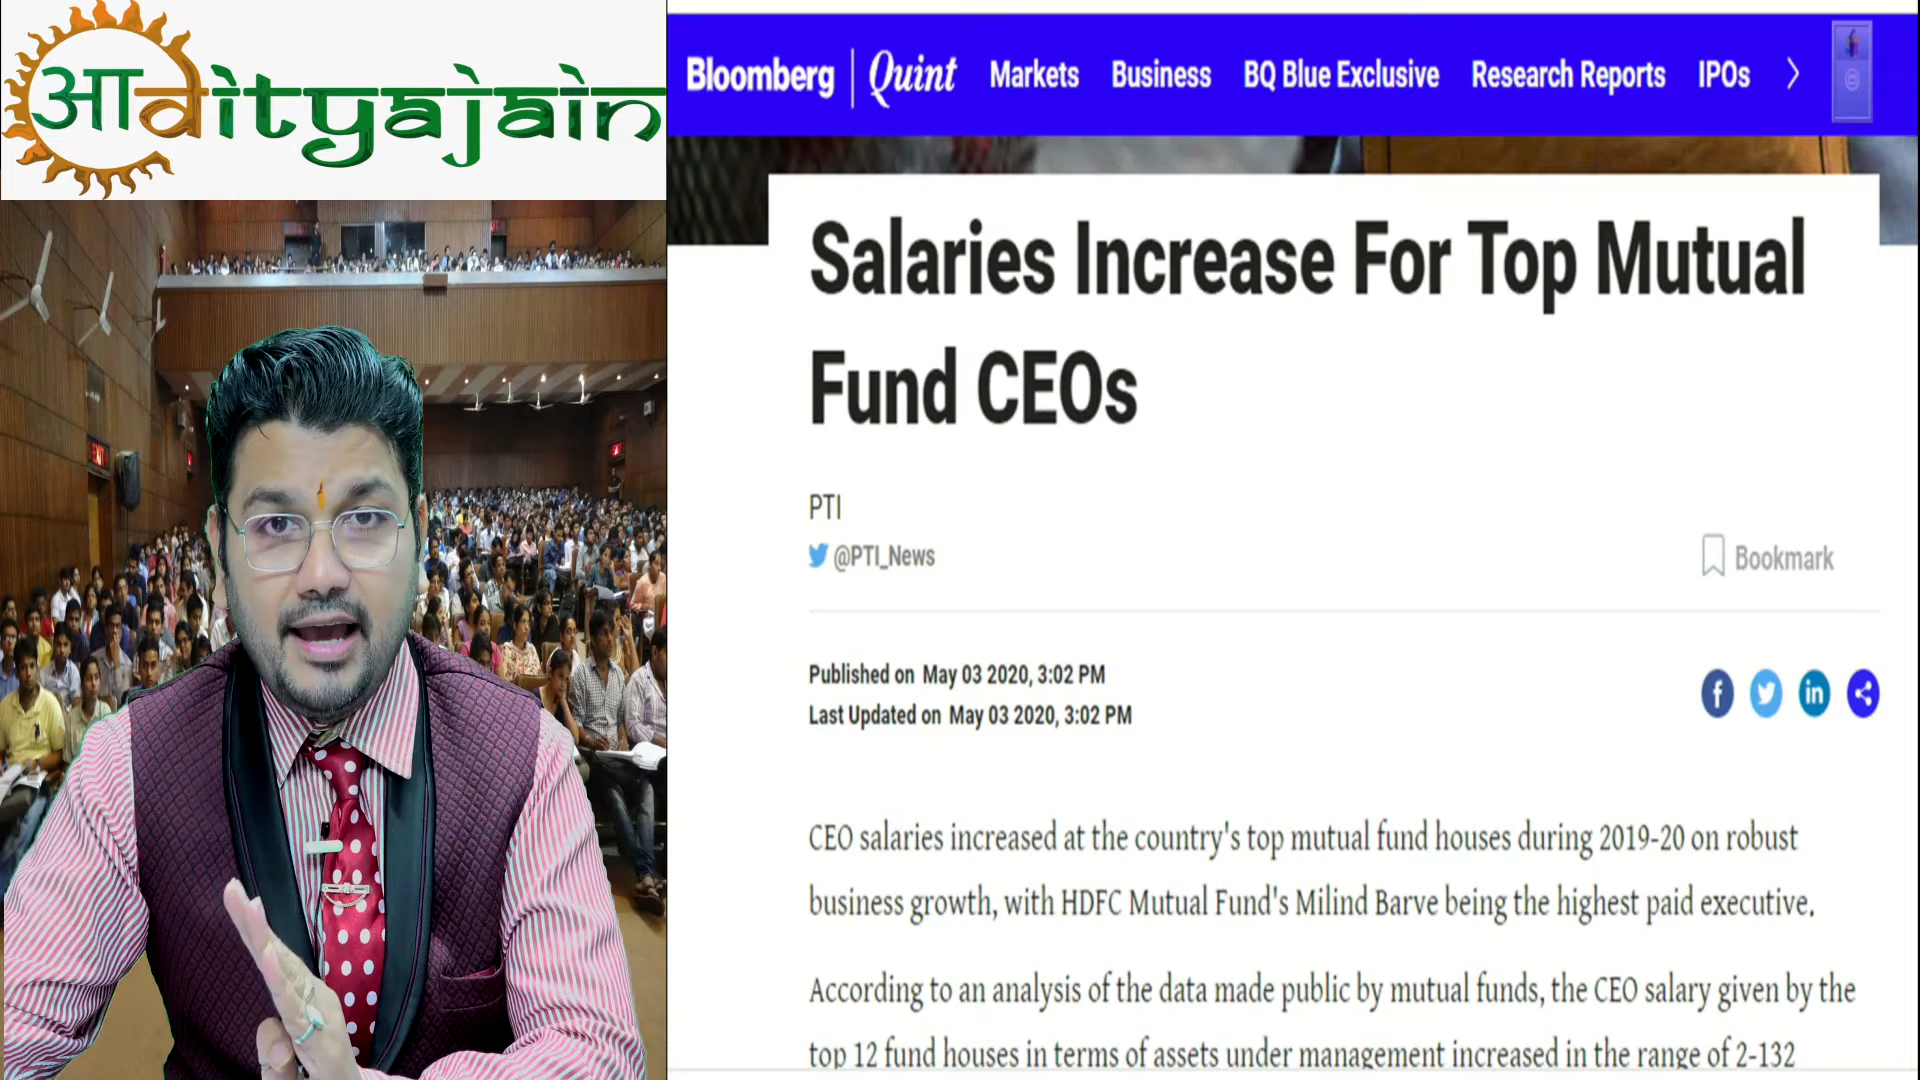 आdityajain
Bloomberg | Quint Markets Business BQ Blue Exclusive Research Reports IPOs
Salaries Increase For Top Mutual
Fund CEOs
PTI
@PTI_News
Bookmark
Published on May 03 2020, 3:02 PM
Last Updated on May 03 2020, 3:02 PM
CEO salaries increased at the country's top mutual fund houses during 2019-20 on robust
business growth, with HDFC Mutual Fund's Milind Barve being the highest paid executive.
According to an analysis of the data made public by mutual funds, the CEO salary given by the
top 12 fund houses in terms of assets under management increased in the range of 2-132
EXIT